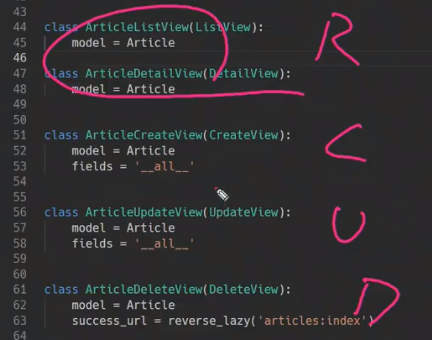 43
44 class ArticleListView(ListView): R
45 model = Article
46
47 class ArticleDetailView(DetailView):
48 model = Article
49
50
51 class ArticleCreateView(CreateView): C
52 model = Article
53 fields = '__all__'
54
55
56 class ArticleUpdateView(UpdateView): U
57 model = Article
58 fields = '__all__'
59
60
61 class ArticleDeleteView(DeleteView): D
62 model = Article
63 success_url = reverse_lazy('articles:index')
64